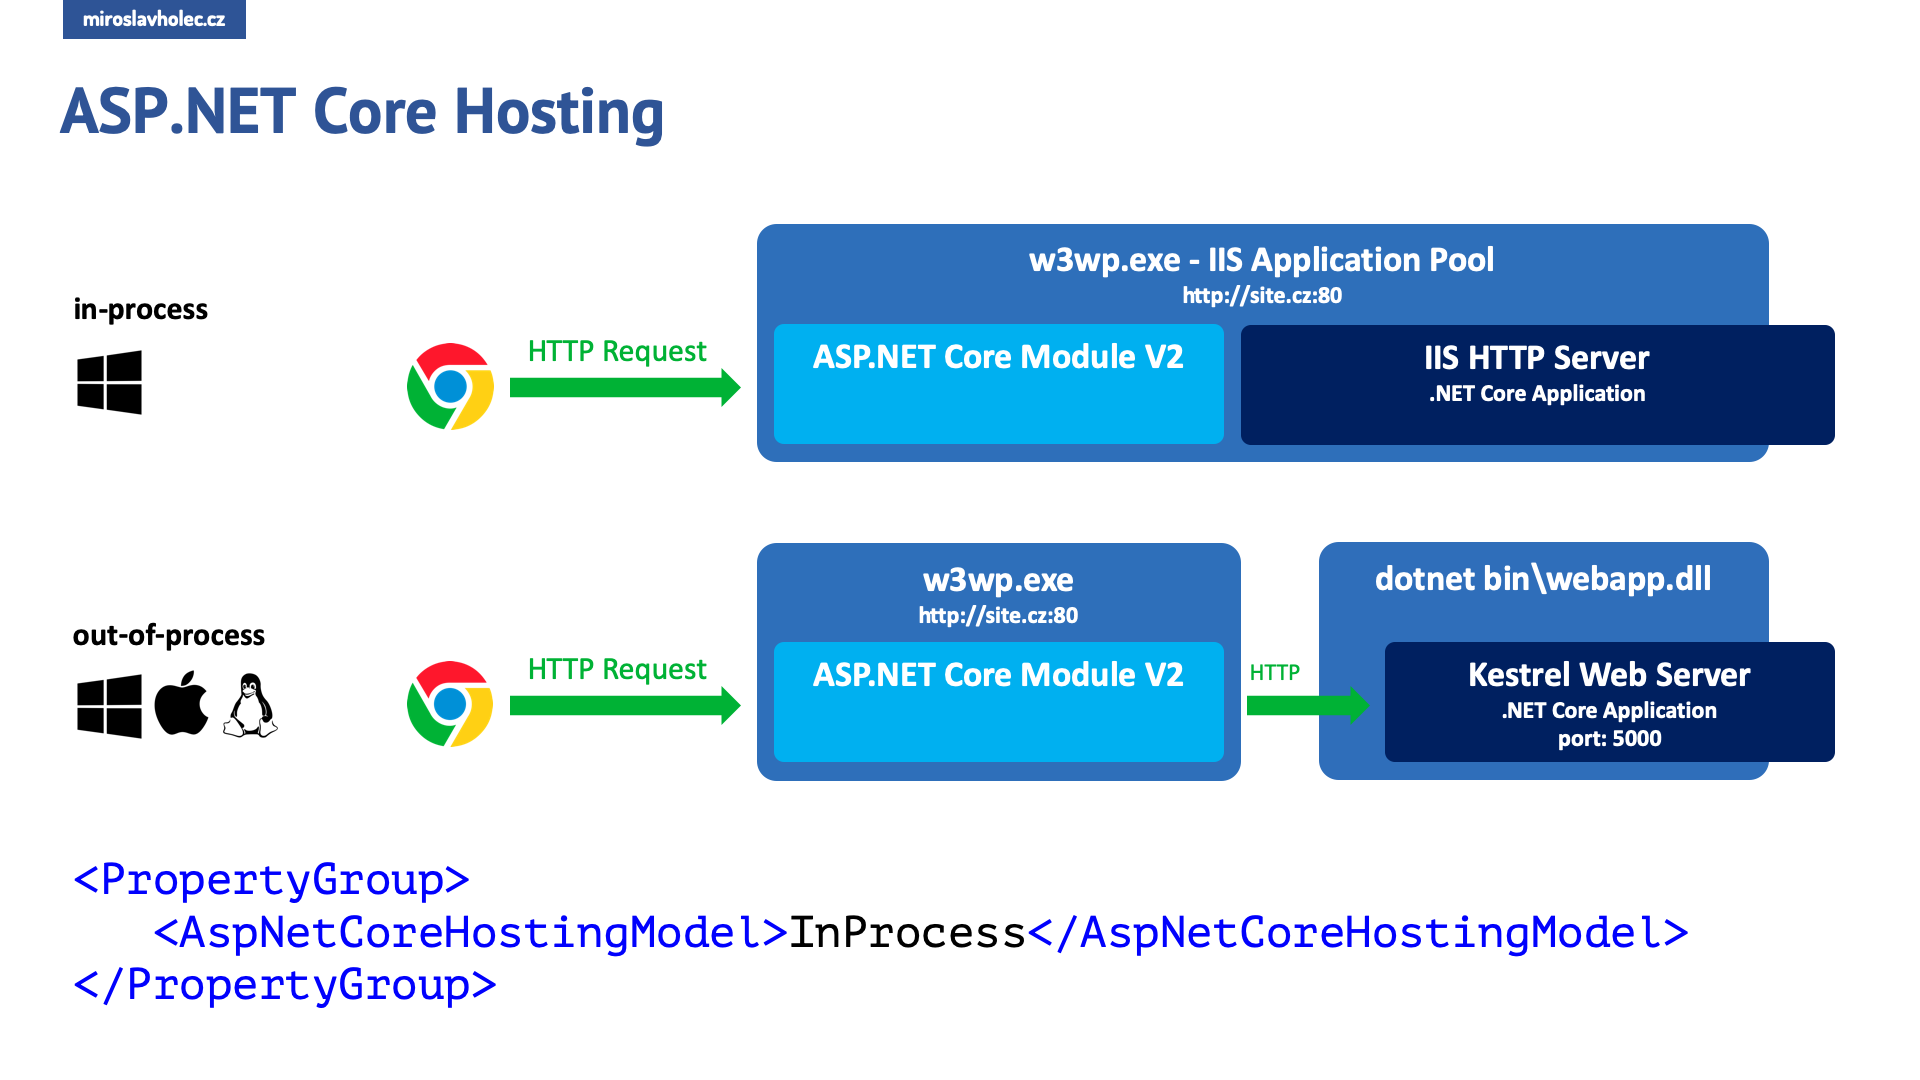 miroslavholec.cz
ASP.NET Core Hosting
in-process
HTTP Request
w3wp.exe - IIS Application Pool
http://site.cz:80
ASP.NET Core Module V2
IIS HTTP Server
.NET Core Application
out-of-process
HTTP Request
w3wp.exe
http://site.cz:80
ASP.NET Core Module V2
HTTP
dotnet bin\webapp.dll
Kestrel Web Server
.NET Core Application
port: 5000
<PropertyGroup>
<AspNetCoreHostingModel>InProcess</AspNetCoreHostingModel>
</PropertyGroup>